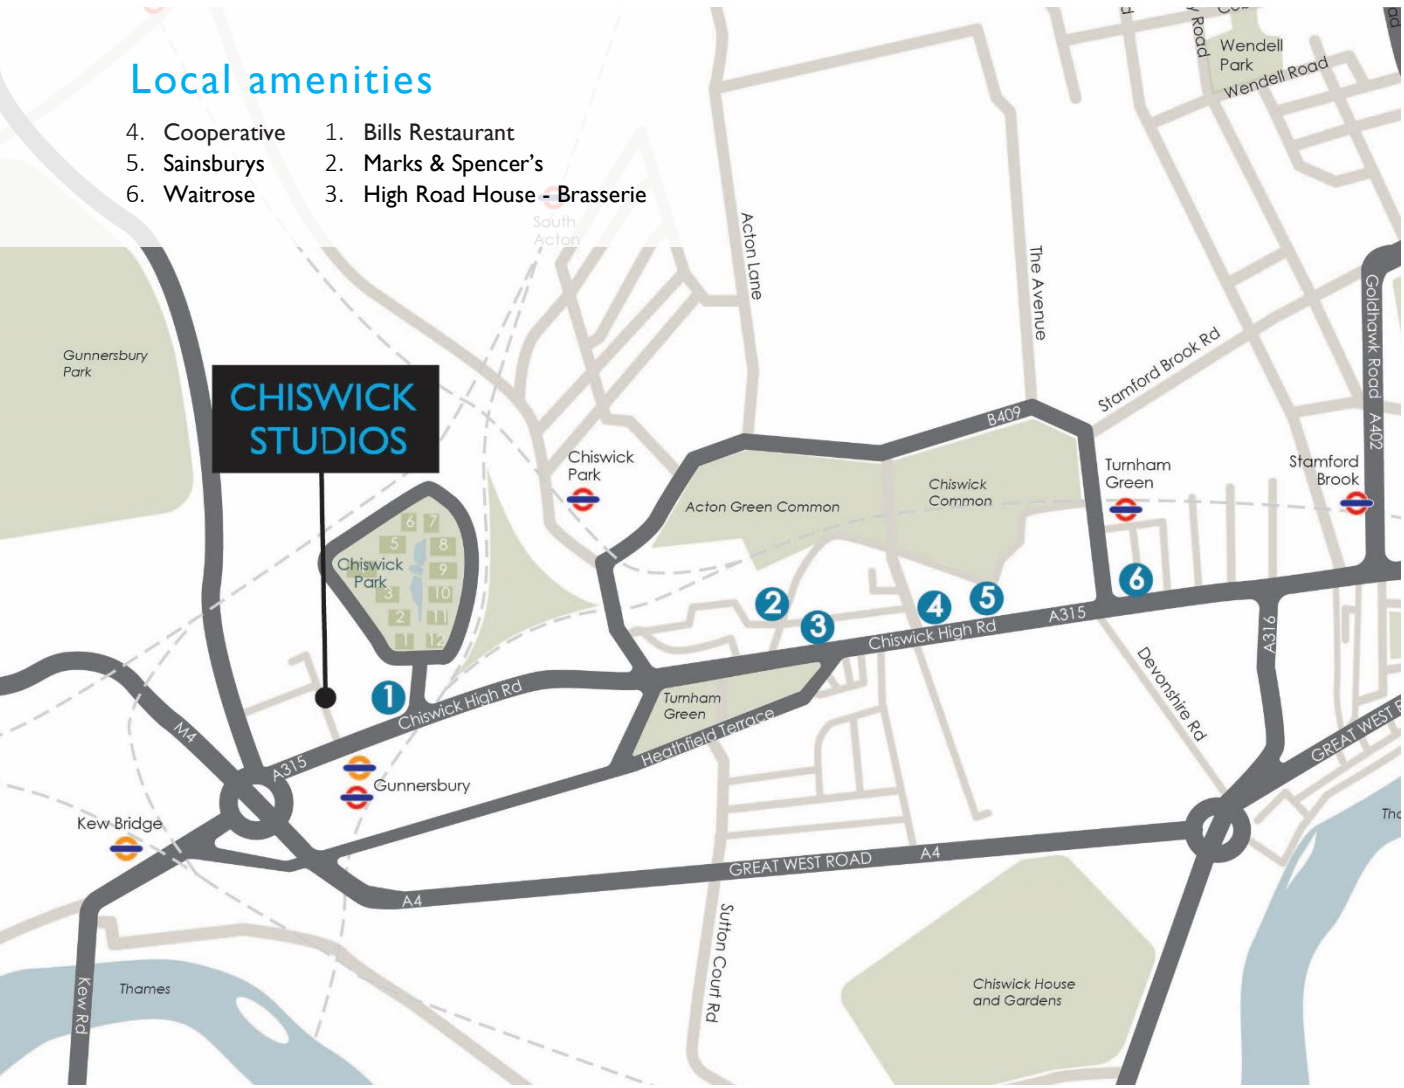 Local amenities
4. Cooperative
5. Sainsburys
6. Waitrose
1. Bills Restaurant
2. Marks & Spencer's
3. High Road House - Brasserie
South
Acton
Wendell
Park
Wendell Road
Road
Acton Lane
The Avenue
Goldhawk Road A402
Stamford Brook Rd
Gunnersbury
Park
CHISWICK
STUDIOS
B409
Chiswick
Park
Acton Green Common
Chiswick
Common
Turnham
Green
Stamford
Brook
6 7
5 8
Chiswick
Park
9
3 10
2 11
1 12
2
3
4
5
6
Chiswick High Rd
A315
A316
Devonshire Rd
1
Chiswick High Rd
Turnham
Green
Heathfield Terrace
M4
A315
Gunnersbury
Kew Bridge
GREAT WEST
GREAT WEST ROAD A4
A4
Sutton Court Rd
Kew Rd
Thames
Chiswick House
and Gardens